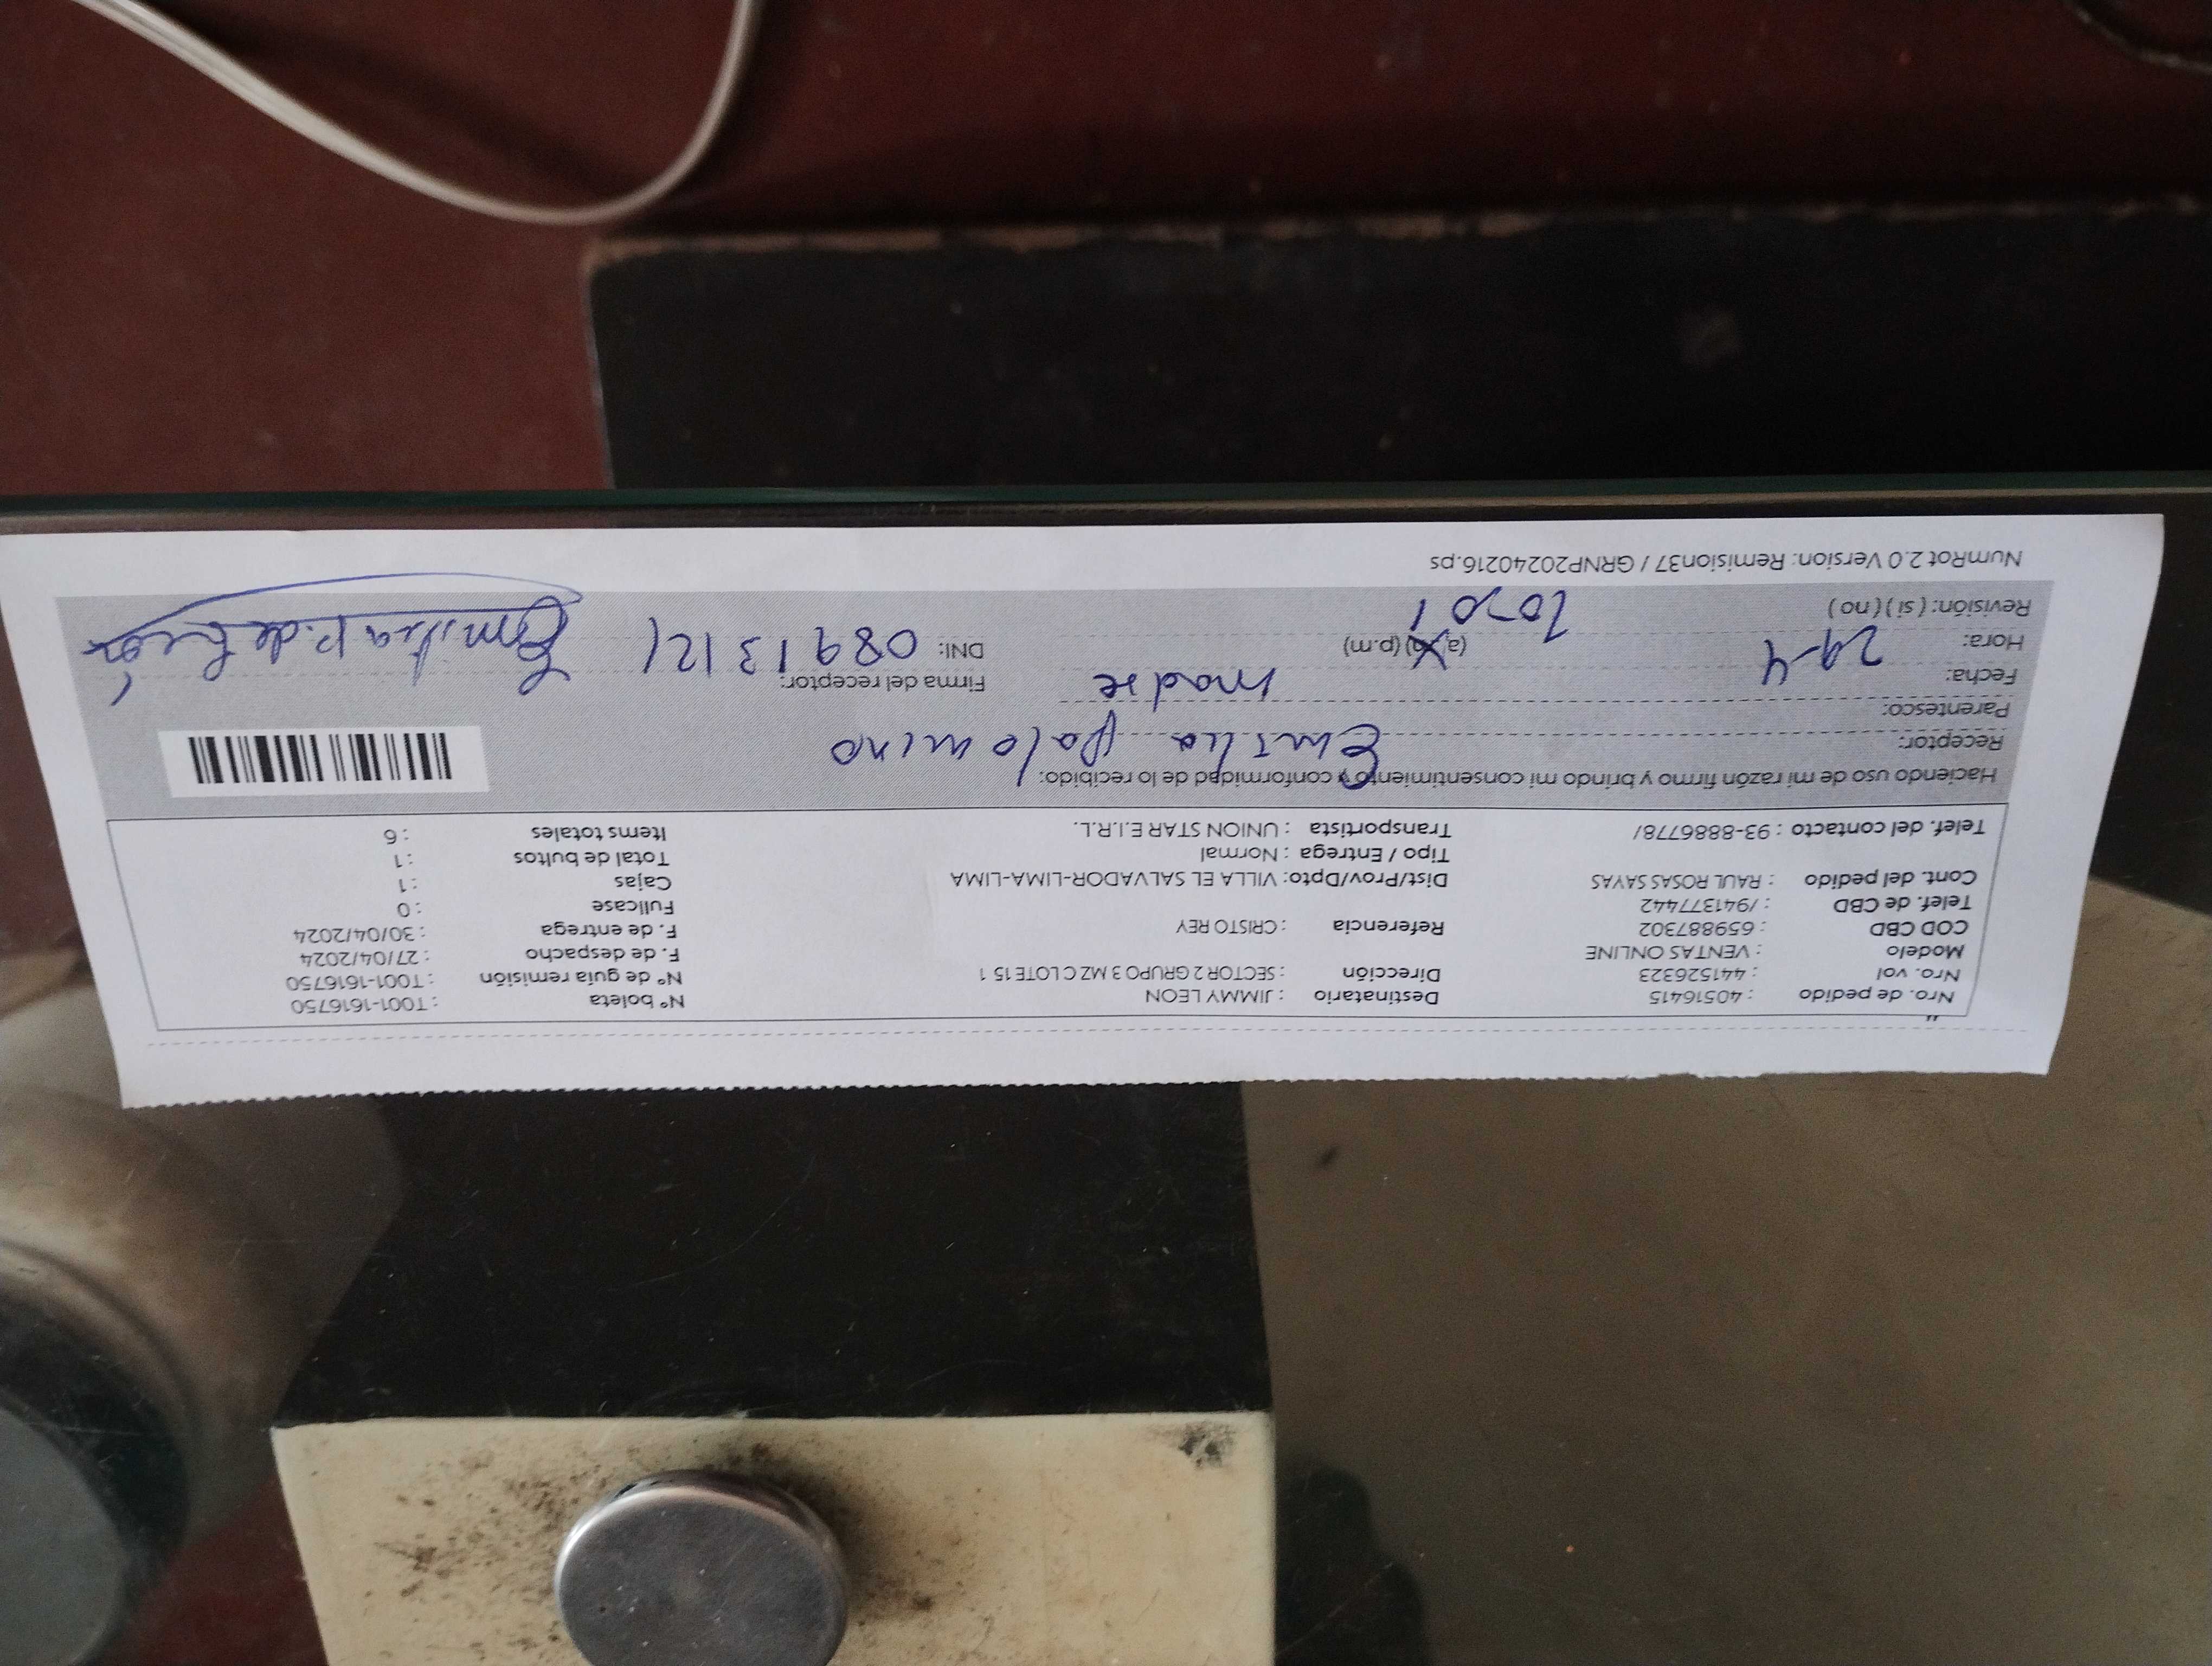 "
Nro. de pedido : 40516415 Destinatario : JIMMY LEON Nº boleta : T001-1616750
Nro. vol : 441526323 Dirección : SECTOR 2 GRUPO 3 MZ C LOTE 15 1 Nº de guía remisión : T001-1616750
Modelo : VENTAS ONLINE F. de despacho : 27/04/2024
COD CBD : 659887302 Referencia : CRISTO REY F. de entrega : 30/04/2024
Telef. de CBD : /941377442 Fullcase : 0
Cont. del pedido : RAUL ROSAS SAYAS Dist/Prov/Dpto: VILLA EL SALVADOR-LIMA-LIMA Cajas : 1
Tipo / Entrega : Normal Total de bultos : 1
Telef. del contacto : 93-8886778/ Transportista : UNION STAR E.I.R.L. Items totales : 6
Haciendo uso de mi razón firmo y brindo mi consentimiento y conformidad de lo recibido:
Receptor: Emilia palomino
Parentesco: madre
Fecha: 29-4 Firma del receptor: Emilia P. de León
Hora: (a.m) (p.m) DNI: 08913121
Revisión: ( si ) ( no )
NumRot 2.0 Version: Remision37 / GRNP20240216.ps